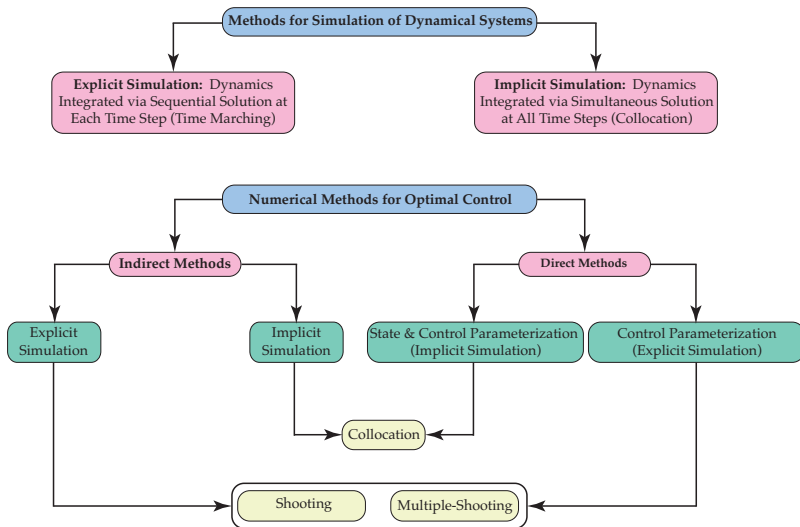 Methods for Simulation of Dynamical Systems
Explicit Simulation: Dynamics
Integrated via Sequential Solution at
Each Time Step (Time Marching)
Implicit Simulation: Dynamics
Integrated via Simultaneous Solution
at All Time Steps (Collocation)
Numerical Methods for Optimal Control
Indirect Methods
Direct Methods
Explicit
Simulation
Implicit
Simulation
State & Control Parameterization
(Implicit Simulation)
Control Parameterization
(Explicit Simulation)
Collocation
Shooting
Multiple-Shooting